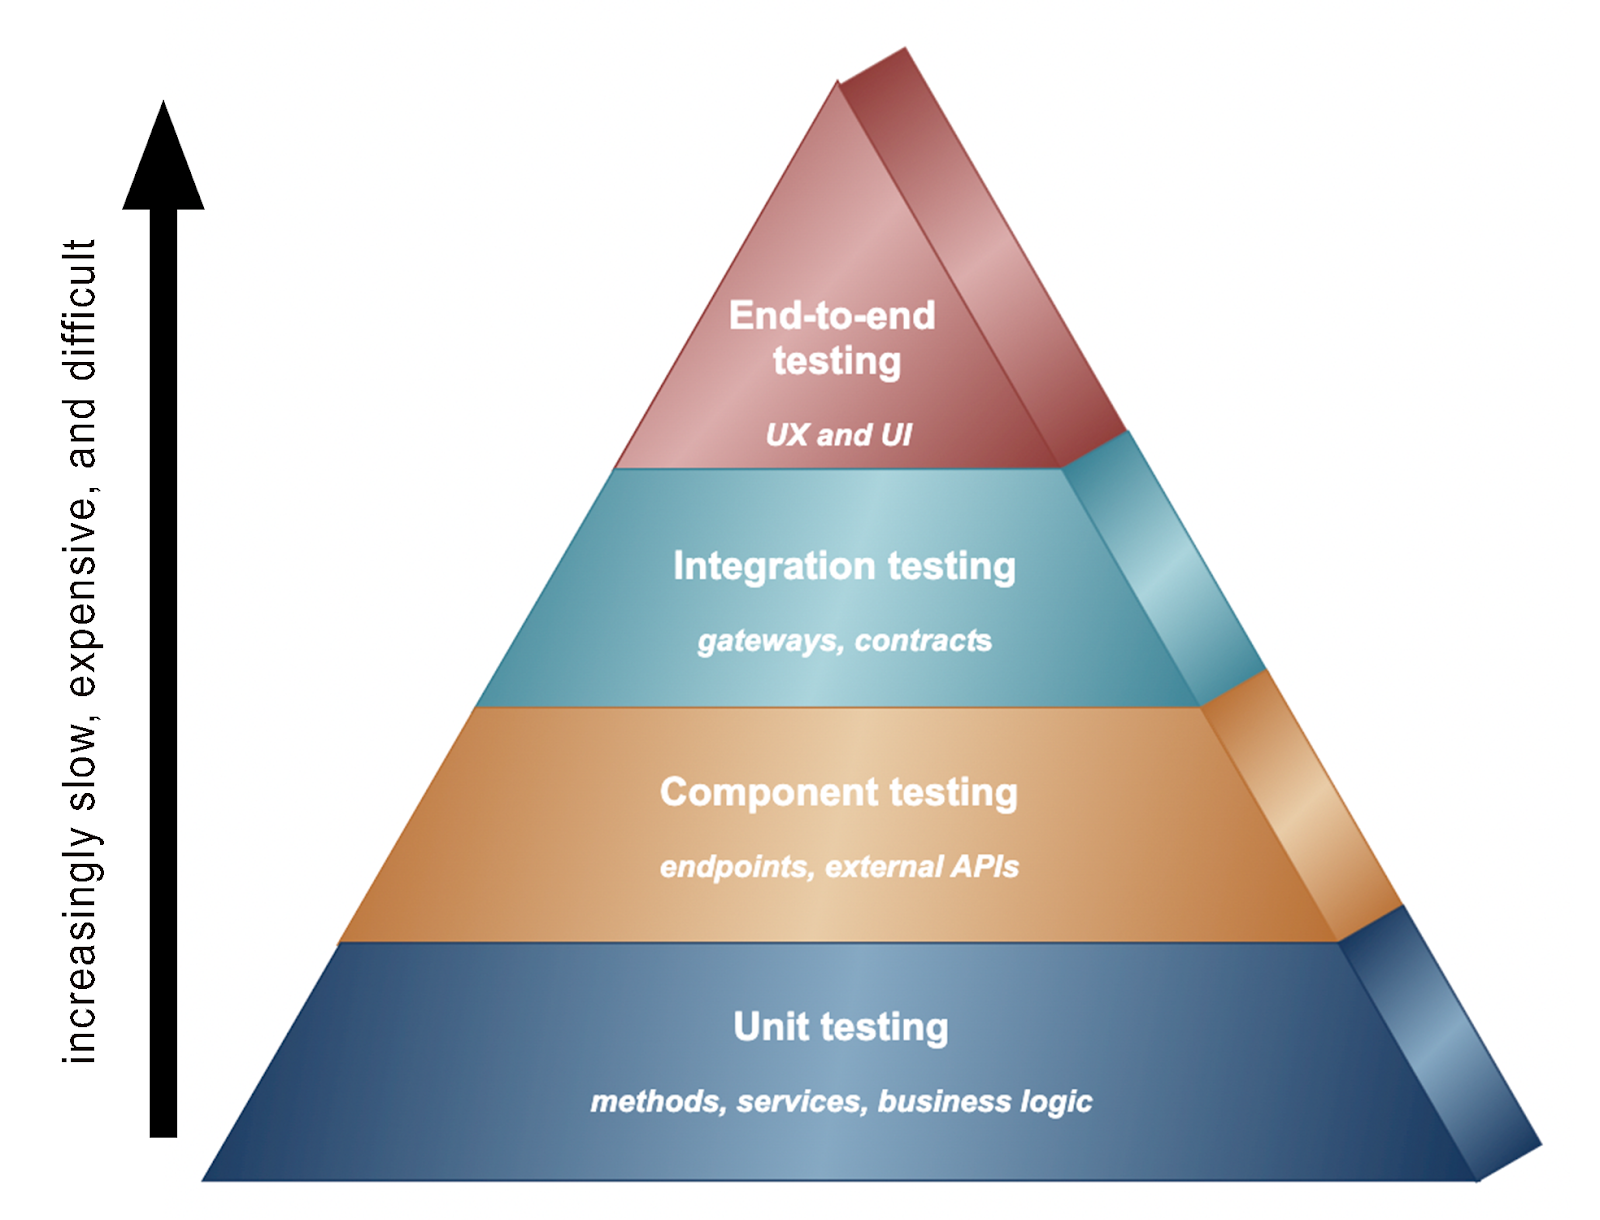 increasingly slow, expensive, and difficult
End-to-end
testing
UX and UI
Integration testing
gateways, contracts
Component testing
endpoints, external APIs
Unit testing
methods, services, business logic